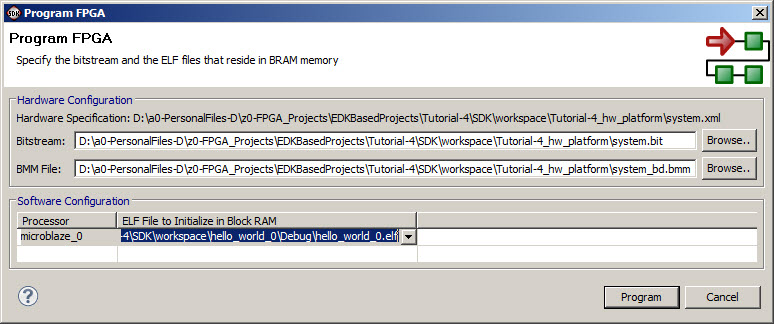 SDK Program FPGA
Program FPGA
Specify the bitstream and the ELF files that reside in BRAM memory
Hardware Configuration
Hardware Specification: D:\a0-PersonalFiles-D\z0-FPGA_Projects\EDKBasedProjects\Tutorial-4\SDK\workspace\Tutorial-4_hw_platform\system.xml
Bitstream: D:\a0-PersonalFiles-D\z0-FPGA_Projects\EDKBasedProjects\Tutorial-4\SDK\workspace\Tutorial-4_hw_platform\system.bit Browse..
BMM File: D:\a0-PersonalFiles-D\z0-FPGA_Projects\EDKBasedProjects\Tutorial-4\SDK\workspace\Tutorial-4_hw_platform\system_bd.bmm Browse..
Software Configuration
Processor ELF File to Initialize in Block RAM
microblaze_0 -4\SDK\workspace\hello_world_0\Debug\hello_world_0.elf
? Program Cancel